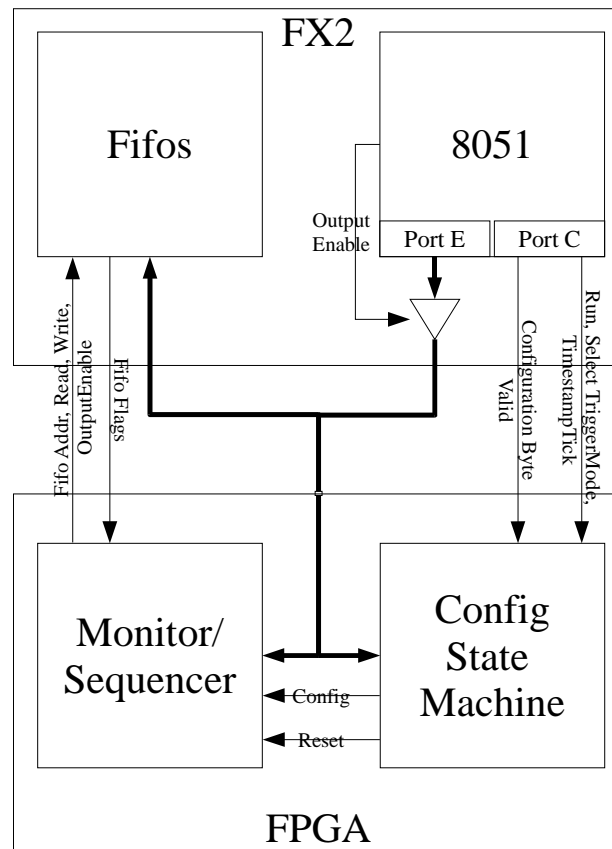 FX2
Fifos
8051
Output
Enable
Port E
Port C
Fifo Addr, Read, Write,
OutputEnable
Fifo Flags
Configuration Byte
Valid
Run, Select TriggerMode,
TimestampTick
Monitor/
Sequencer
Config
State
Machine
Config
Reset
FPGA